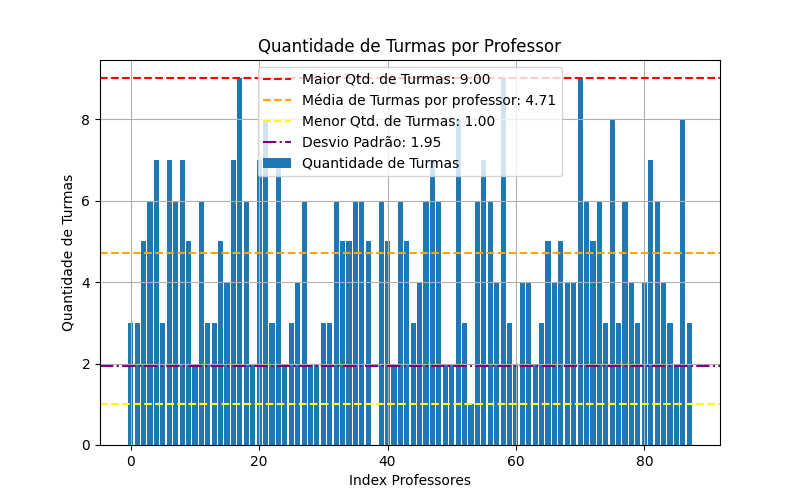 Quantidade de Turmas por Professor
Maior Qtd. de Turmas: 9.00
Média de Turmas por professor: 4.71
Menor Qtd. de Turmas: 1.00
Desvio Padrão: 1.95
Quantidade de Turmas
Quantidade de Turmas
8
6
4
2
0
0 20 40 60 80
Index Professores